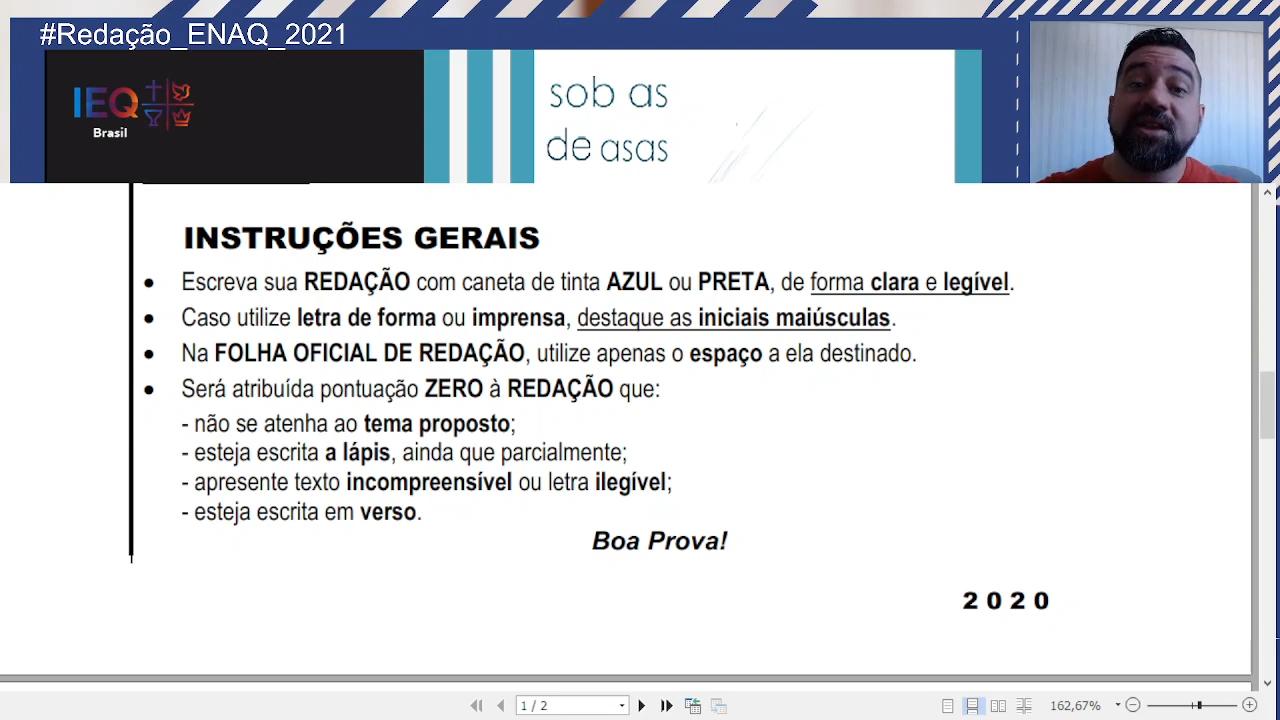 #Redação_ENAQ_2021
IEQ
Brasil
sob as
de asas
INSTRUÇÕES GERAIS
• Escreva sua REDAÇÃO com caneta de tinta AZUL ou PRETA, de forma clara e legível.
• Caso utilize letra de forma ou imprensa, destaque as iniciais maiúsculas.
• Na FOLHA OFICIAL DE REDAÇÃO, utilize apenas o espaço a ela destinado.
• Será atribuída pontuação ZERO à REDAÇÃO que:
- não se atenha ao tema proposto;
- esteja escrita a lápis, ainda que parcialmente;
- apresente texto incompreensível ou letra ilegível;
- esteja escrita em verso.
Boa Prova!
2 0 2 0
1 / 2
162,67%